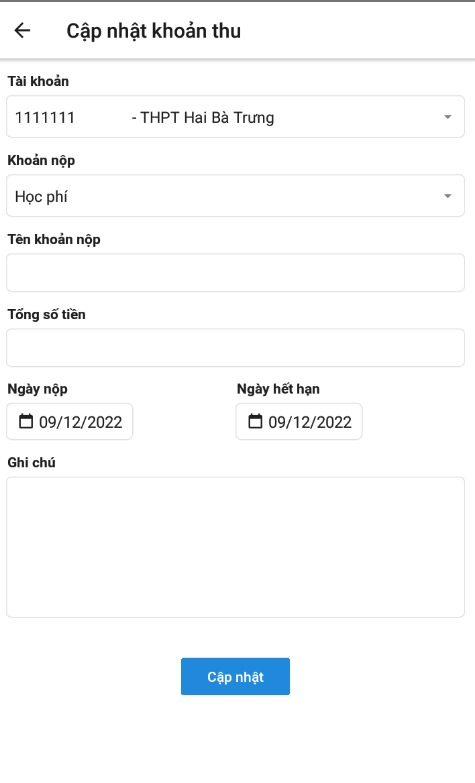 Cập nhật khoản thu
Tài khoản
1111111 - THPT Hai Bà Trưng
Khoản nộp
Học phí
Tên khoản nộp
Tổng số tiền
Ngày nộp Ngày hết hạn
09/12/2022 09/12/2022
Ghi chú
Cập nhật